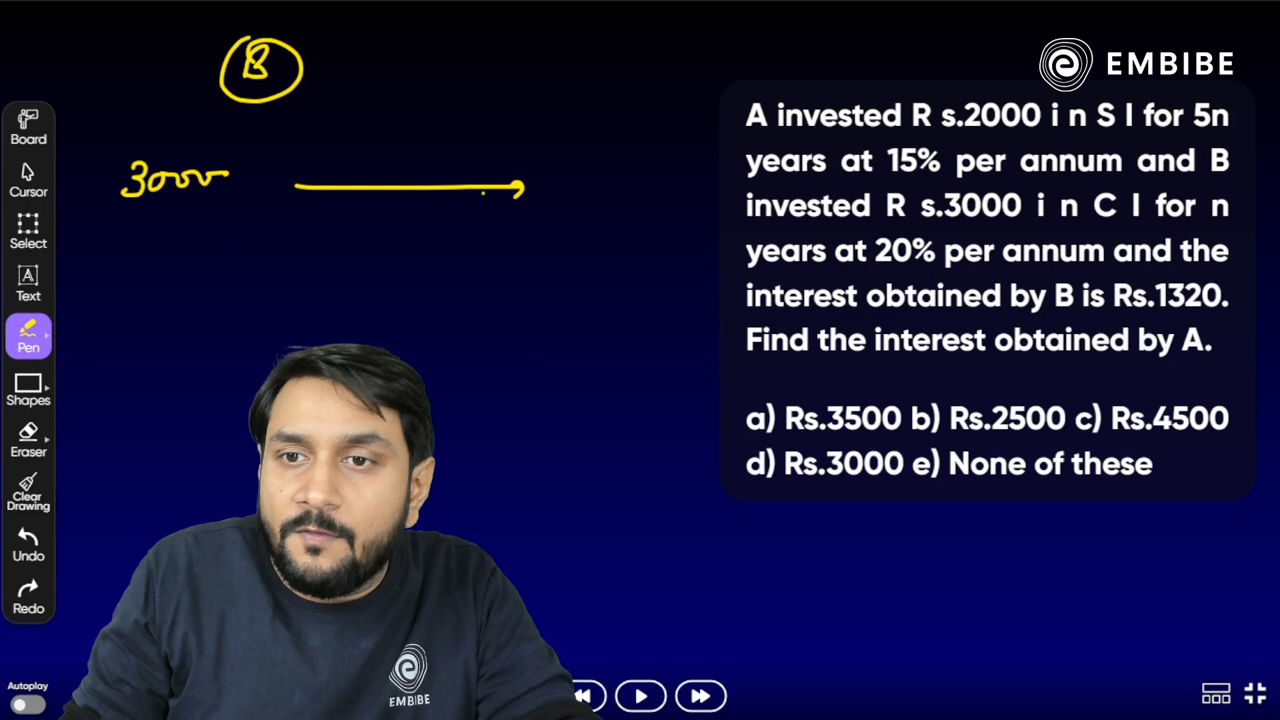 B
EMBIBE
3000
A invested R s.2000 i n S I for 5n
years at 15% per annum and B
invested R s.3000 i n C I for n
years at 20% per annum and the
interest obtained by B is Rs.1320.
Find the interest obtained by A.
a) Rs.3500 b) Rs.2500 c) Rs.4500
d) Rs.3000 e) None of these
Board
Cursor
Select
A
Text
Pen
Shapes
Eraser
Clear
Drawing
Undo
Redo
EMBIBE
Autoplay